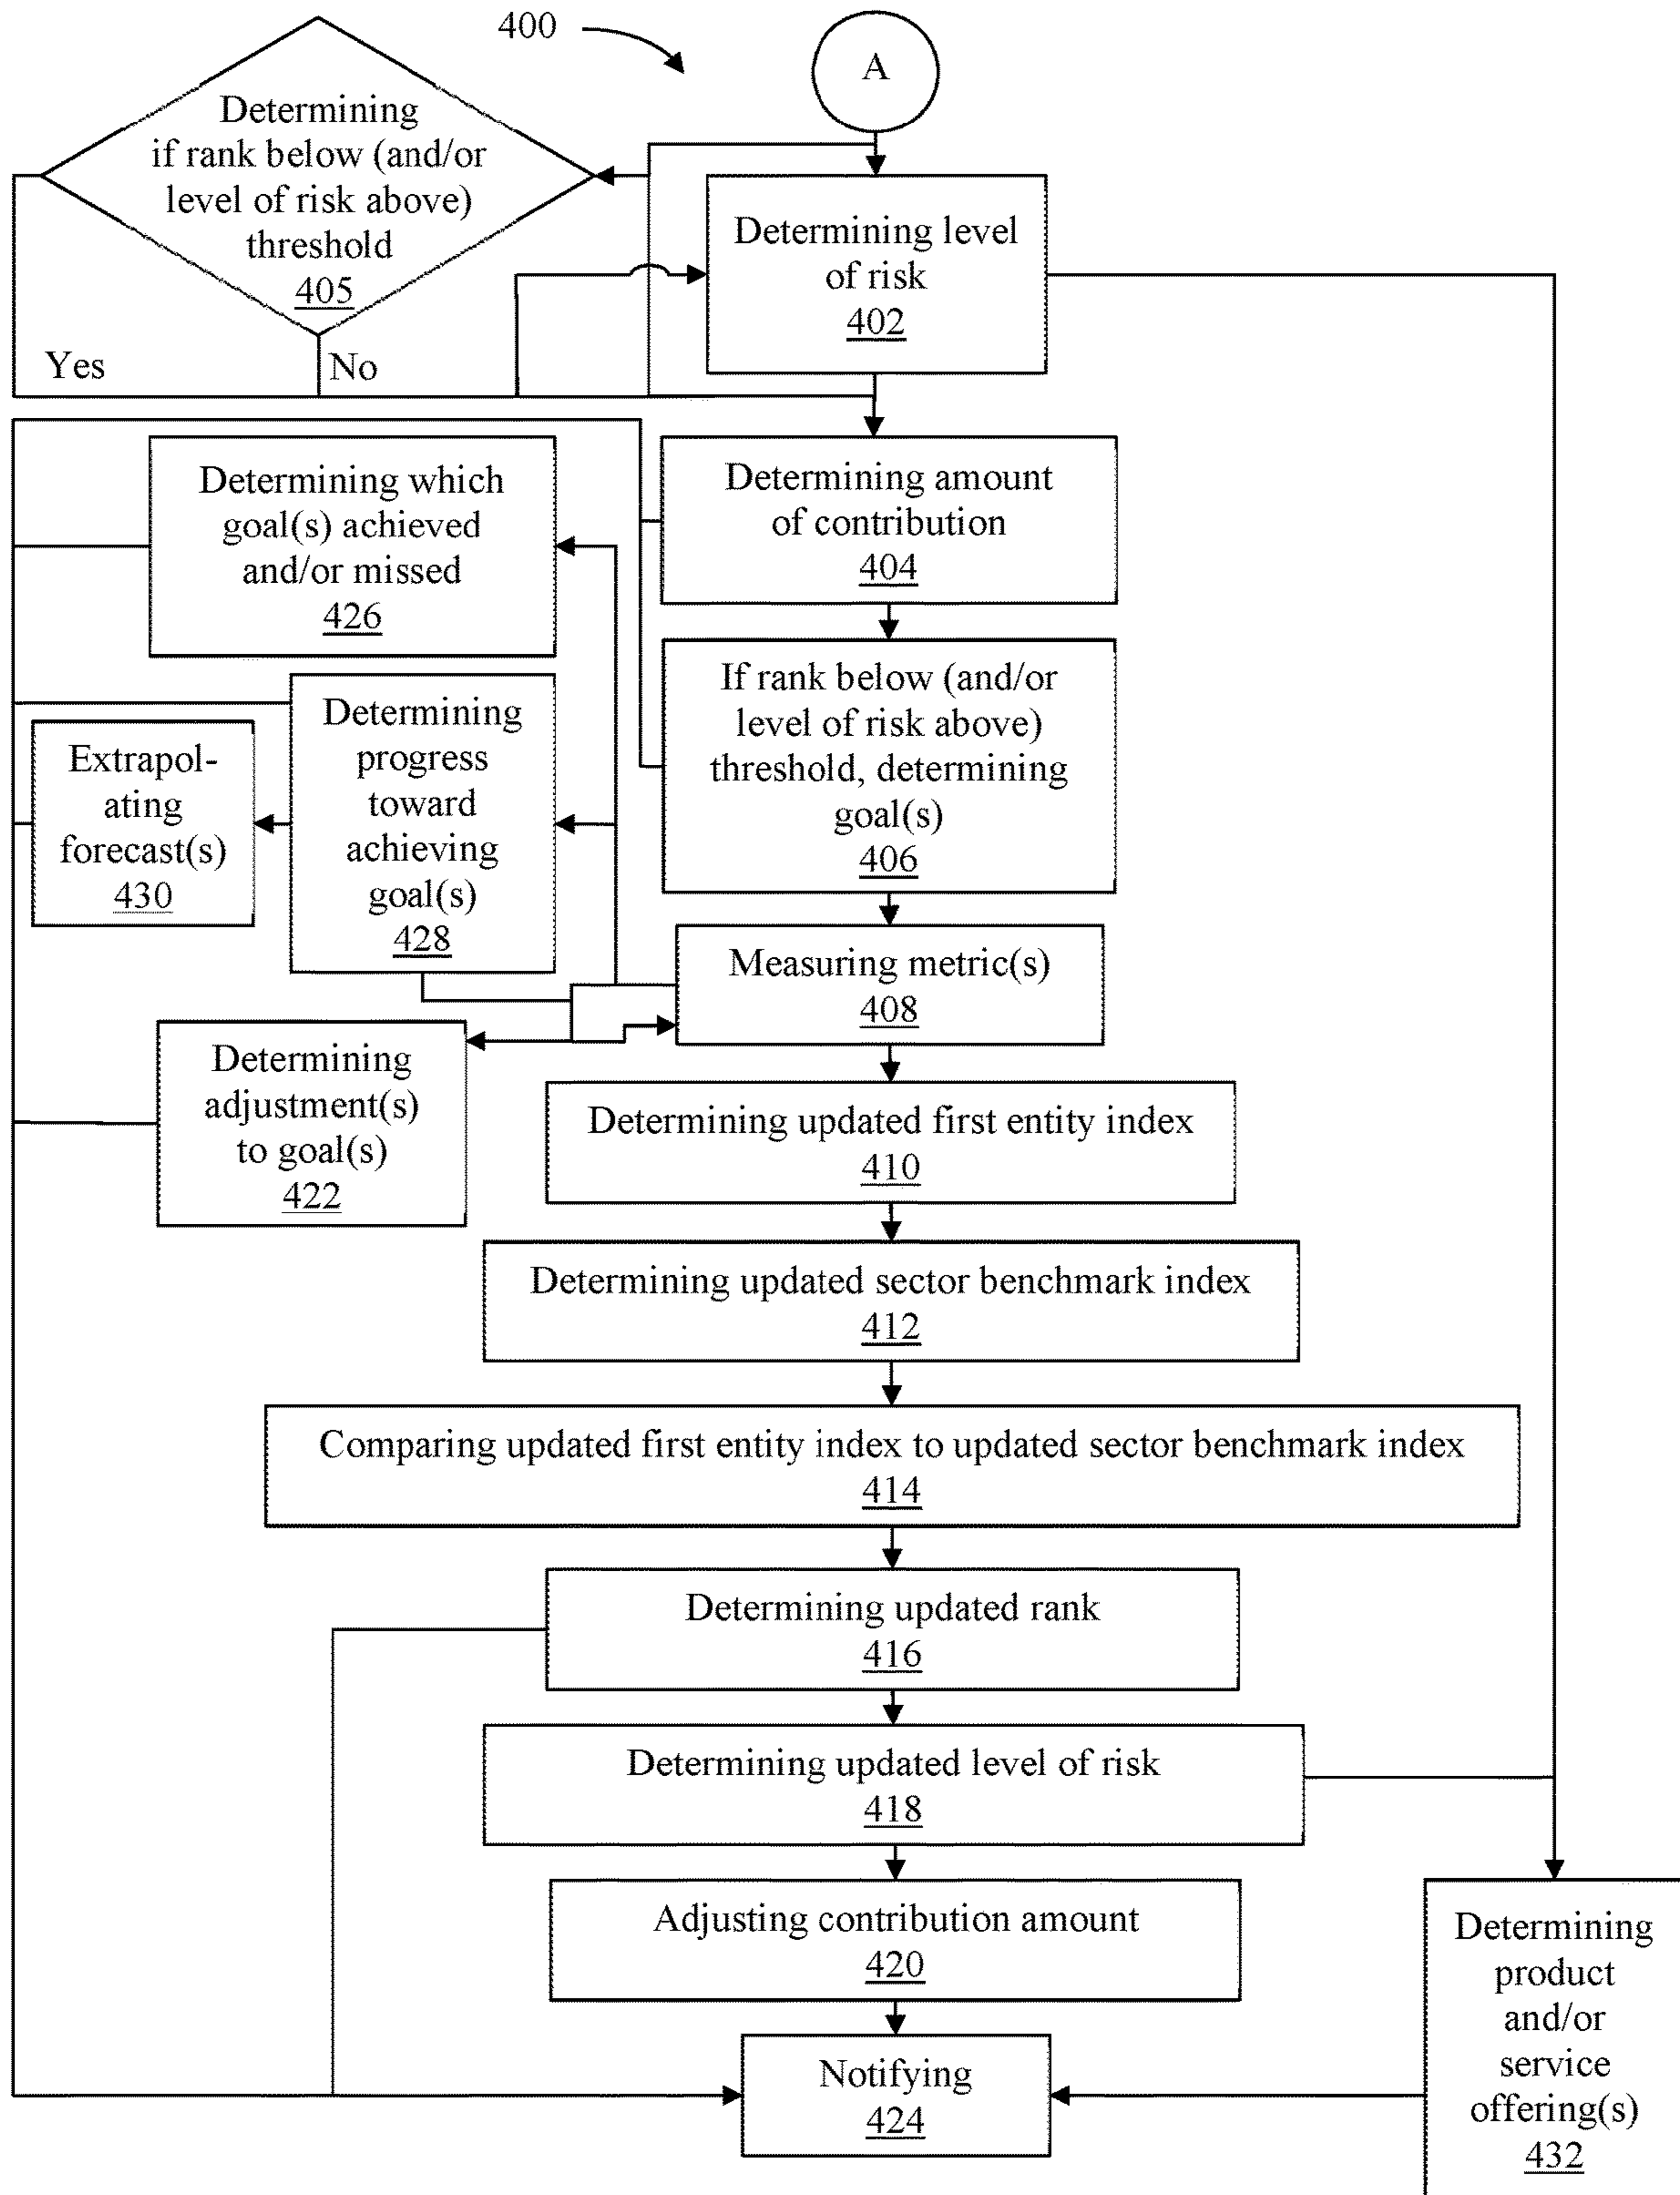 400
A
Determining
if rank below (and/or
level of risk above)
threshold
405
Determining level
of risk
402
Yes
No
Determining which
goal(s) achieved
and/or missed
426
Determining amount
of contribution
404
If rank below (and/or
level of risk above)
threshold, determining
goal(s)
406
Determining
progress
toward
achieving
goal(s)
428
Extrapol-
ating
forecast(s)
430
Measuring metric(s)
408
Determining
adjustment(s)
to goal(s)
422
Determining updated first entity index
410
Determining updated sector benchmark index
412
Comparing updated first entity index to updated sector benchmark index
414
Determining updated rank
416
Determining updated level of risk
418
Adjusting contribution amount
420
Notifying
424
Determining
product
and/or
service
offering(s)
432